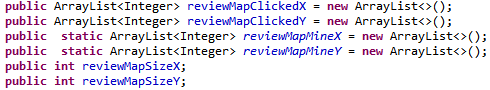 public ArrayList<Integer> reviewMapClickedX = new ArrayList<>();
public ArrayList<Integer> reviewMapClickedY = new ArrayList<>();
public  static ArrayList<Integer> reviewMapMineX = new ArrayList<>();
public  static ArrayList<Integer> reviewMapMineY = new ArrayList<>();
public int reviewMapSizeX;
public int reviewMapSizeY;